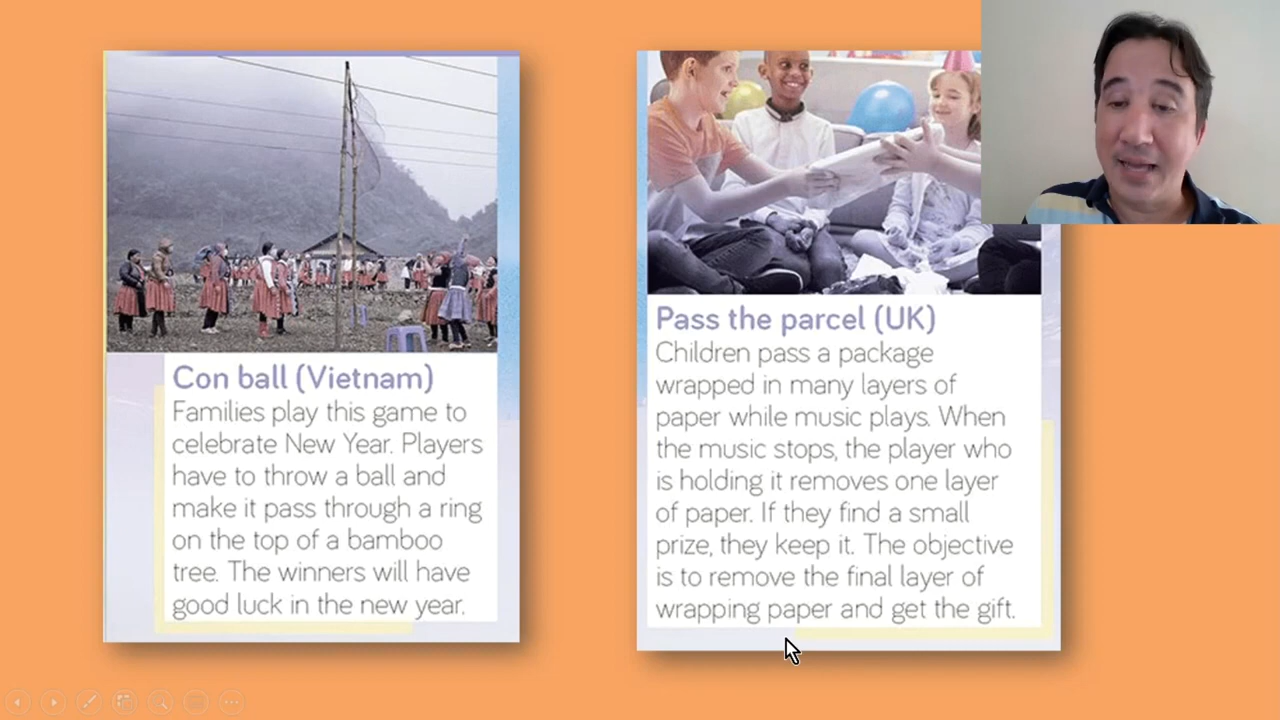 Con ball (Vietnam)
Families play this game to
celebrate New Year. Players
have to throw a ball and
make it pass through a ring
on the top of a bamboo
tree. The winners will have
good luck in the new year.
Pass the parcel (UK)
Children pass a package
wrapped in many layers of
paper while music plays. When
the music stops, the player who
is holding it removes one layer
of paper. If they find a small
prize, they keep it. The objective
is to remove the final layer of
wrapping paper and get the gift.